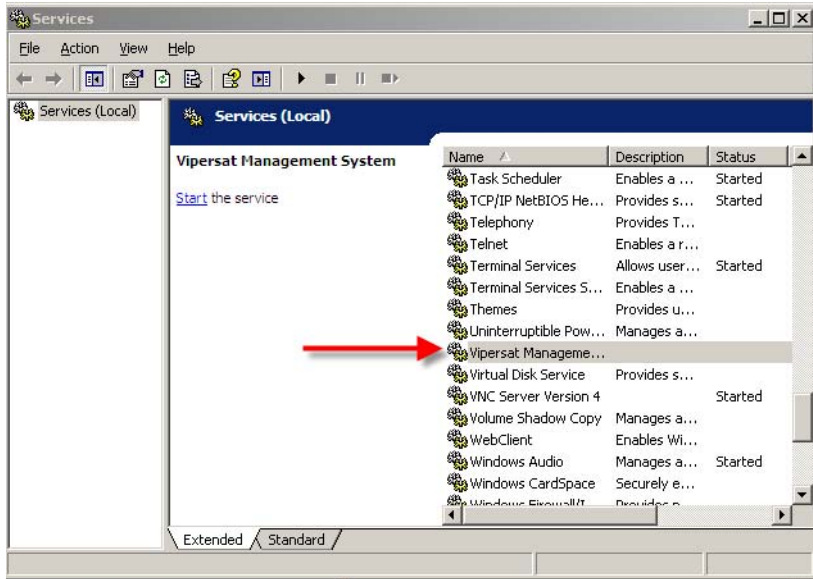 Services
File Action View Help
Services (Local)
Services (Local)
Vipersat Management System
Start the service
Name Description Status
Task Scheduler Enables a ... Started
TCP/IP NetBIOS He... Provides s... Started
Telephony Provides T...
Telnet Enables a r...
Terminal Services Allows user... Started
Terminal Services S... Enables a ...
Themes Provides u...
Uninterruptible Pow... Manages a...
Vipersat Manageme...
Virtual Disk Service Provides s...
VNC Server Version 4 Started
Volume Shadow Copy Manages a...
WebClient Enables Wi...
Windows Audio Manages a... Started
Windows CardSpace Securely e...
Windows Firewall/I... Provides n...
Extended Standard